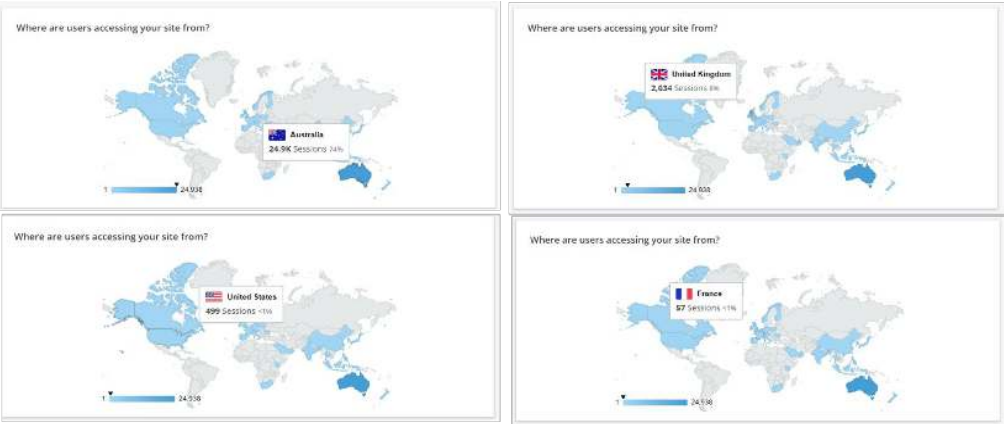 Where are users accessing your site from?
Australia
24.9K Sessions 74%
1 24,938
Where are users accessing your site from?
United Kingdom
2,634 Sessions 8%
1 24,938
Where are users accessing your site from?
United States
499 Sessions <1%
1 24,938
Where are users accessing your site from?
France
57 Sessions <1%
1 24,938